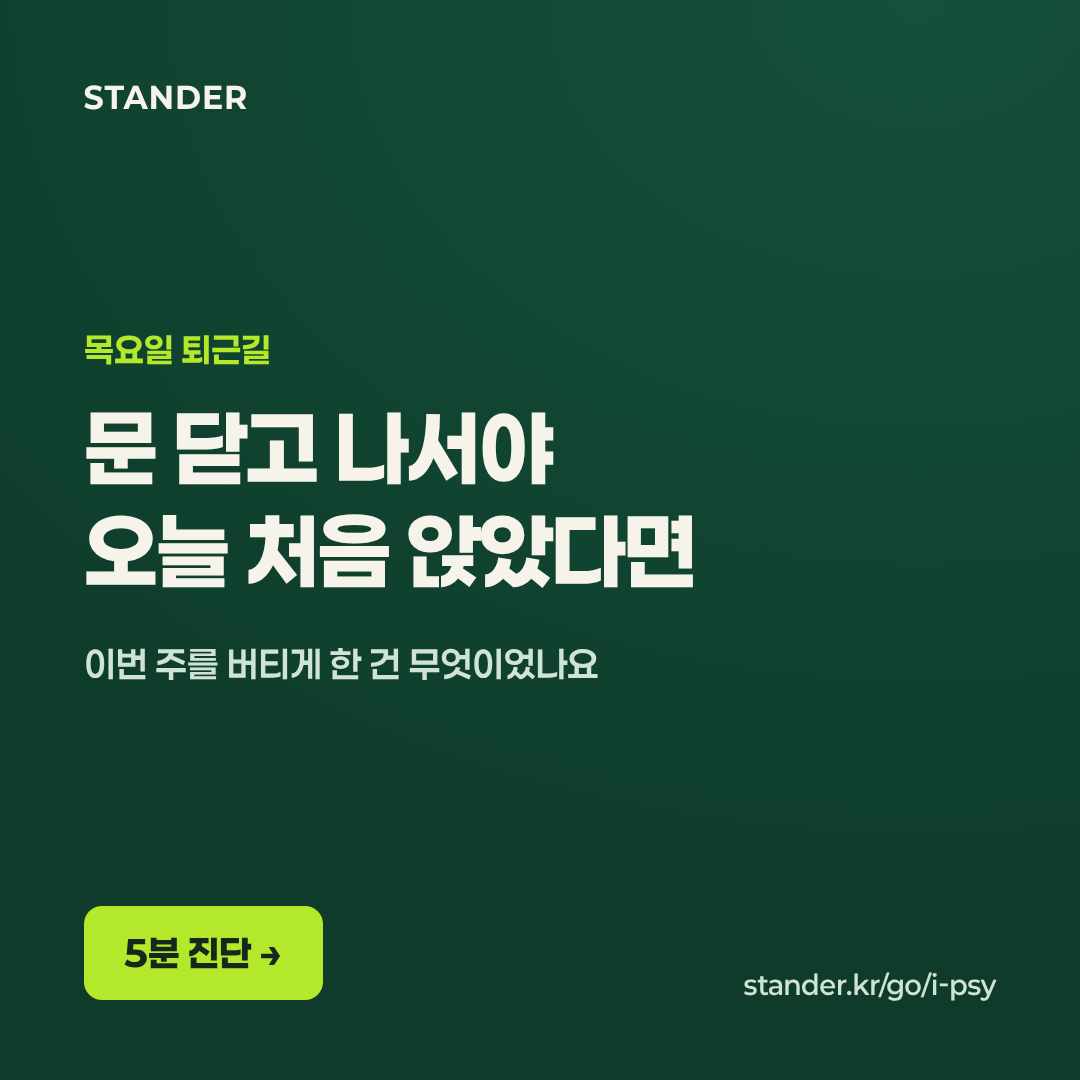 STANDER
목요일 퇴근길
문 닫고 나서야
오늘 처음 앉았다면
이번 주를 버티게 한 건 무엇이었나요
5분 진단 →
stander.kr/go/i-psy